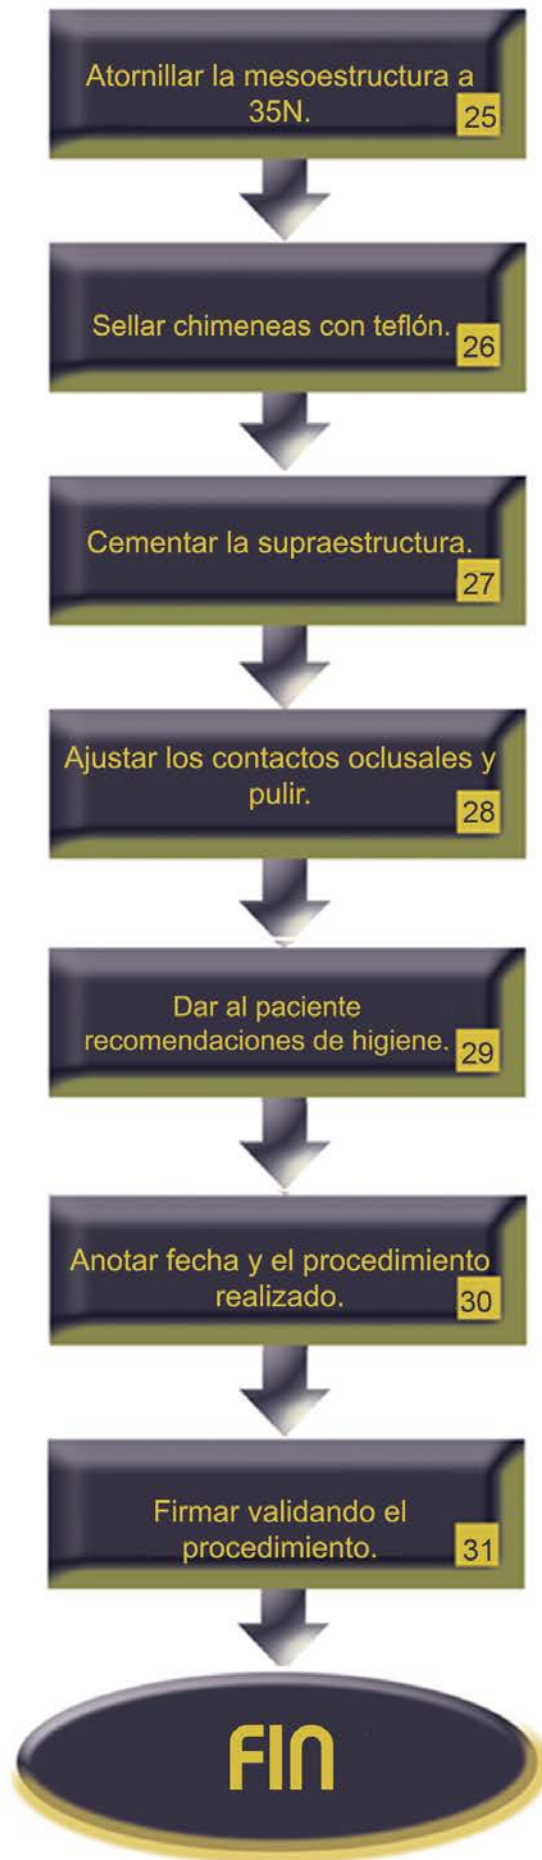 Atornillar la mesoestructura a
35N.
25
Sellar chimeneas con teflón.
26
Cementar la supraestructura.
27
Ajustar los contactos oclusales y
pulir.
28
Dar al paciente
recomendaciones de higiene.
29
Anotar fecha y el procedimiento
realizado.
30
Firmar validando el
procedimiento.
31
FIN